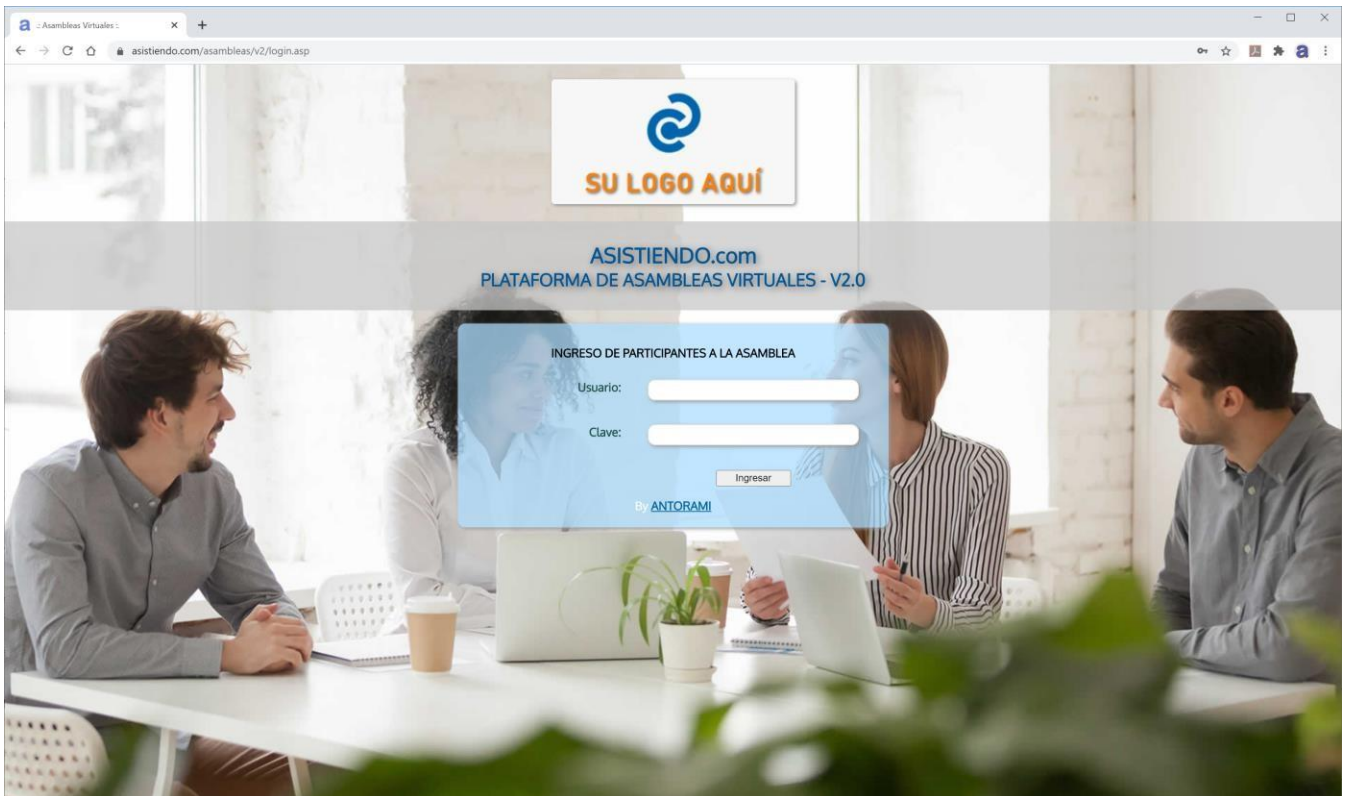 a .: Asambleas Virtuales :.
asistiendo.com/asambleas/v2/login.asp
a
SU LOGO AQUÍ
ASISTIENDO.com
PLATAFORMA DE ASAMBLEAS VIRTUALES - V2.0
INGRESO DE PARTICIPANTES A LA ASAMBLEA
Usuario:
Clave:
Ingresar
By ANTORAMI